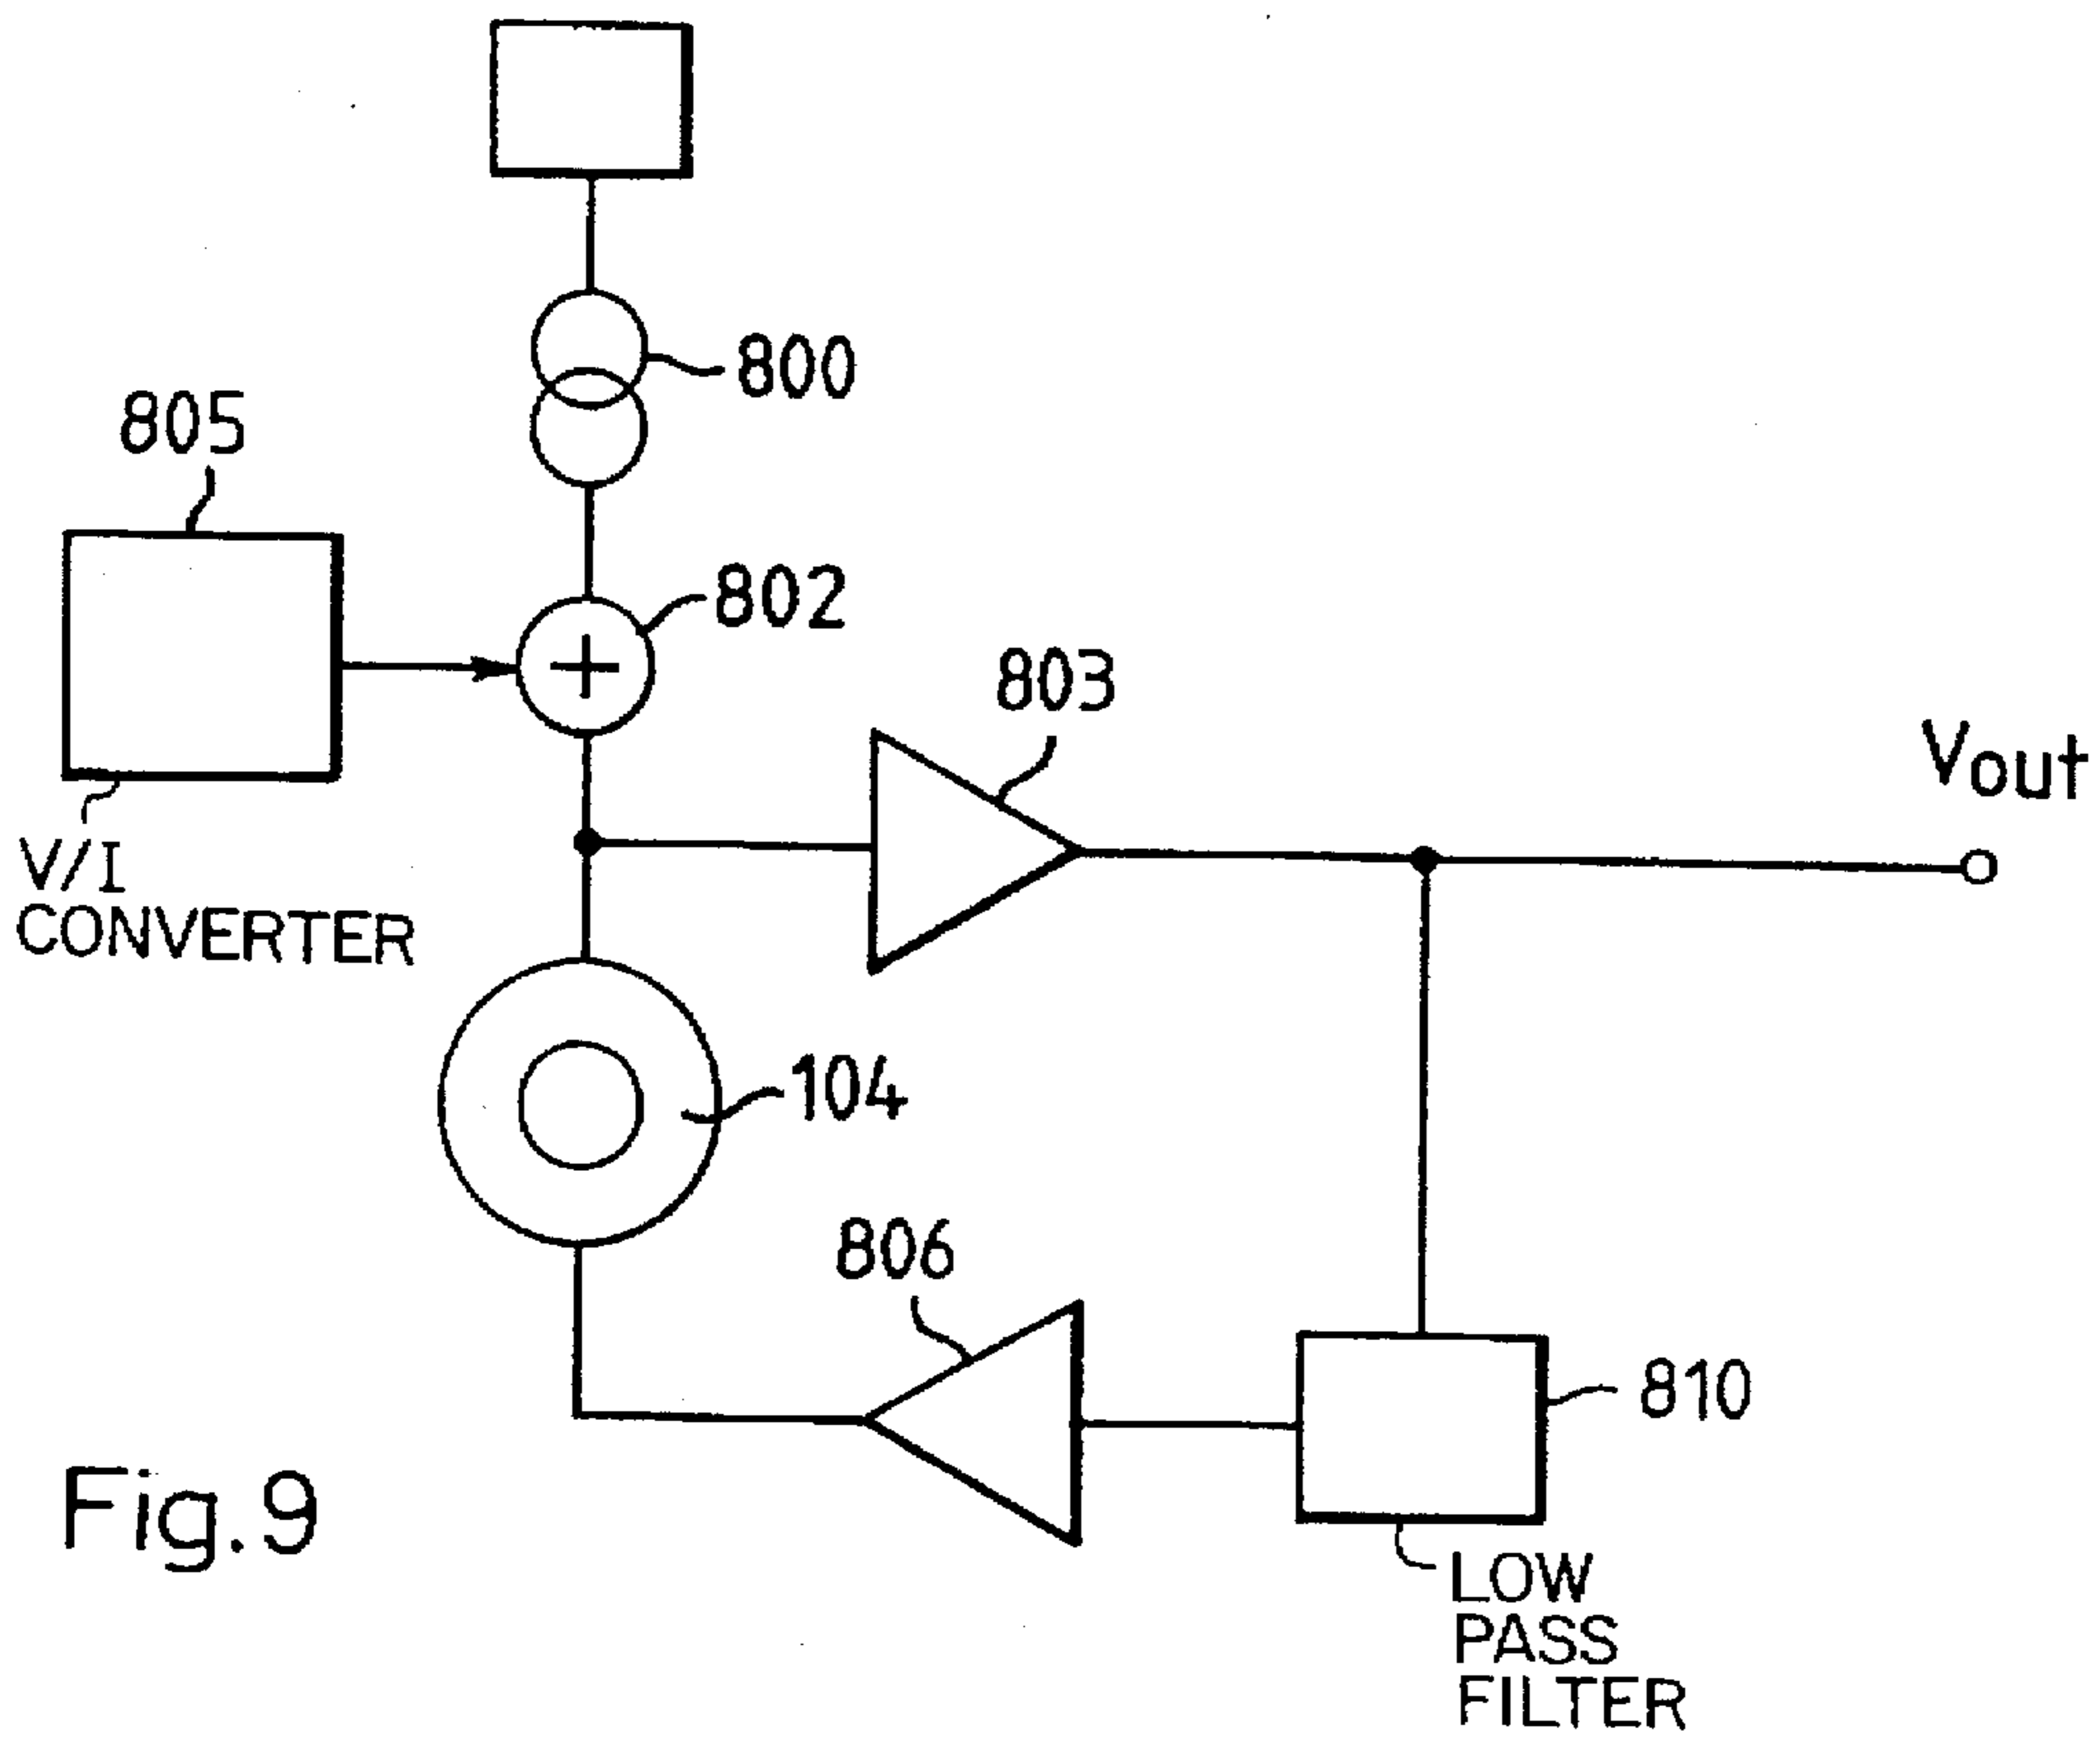 800
805
802
803
Vout
V/I
CONVERTER
104
806
810
LOW
PASS
FILTER
Fig.9